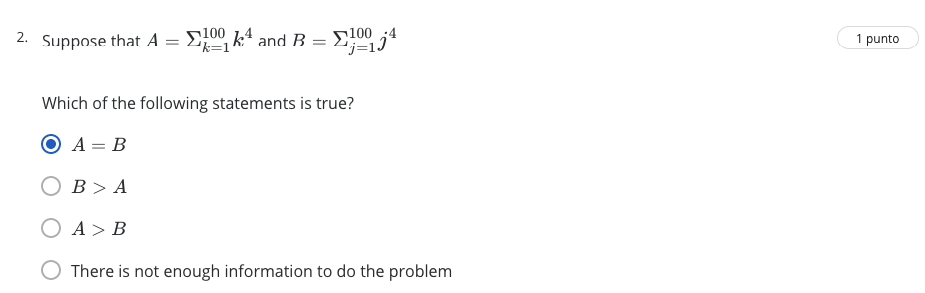 2. Suppose that $A = \Sigma_{k=1}^{100} k^4$ and $B = \Sigma_{j=1}^{100} j^4$ 1 punto
Which of the following statements is true?
$A = B$
$B > A$
$A > B$
There is not enough information to do the problem